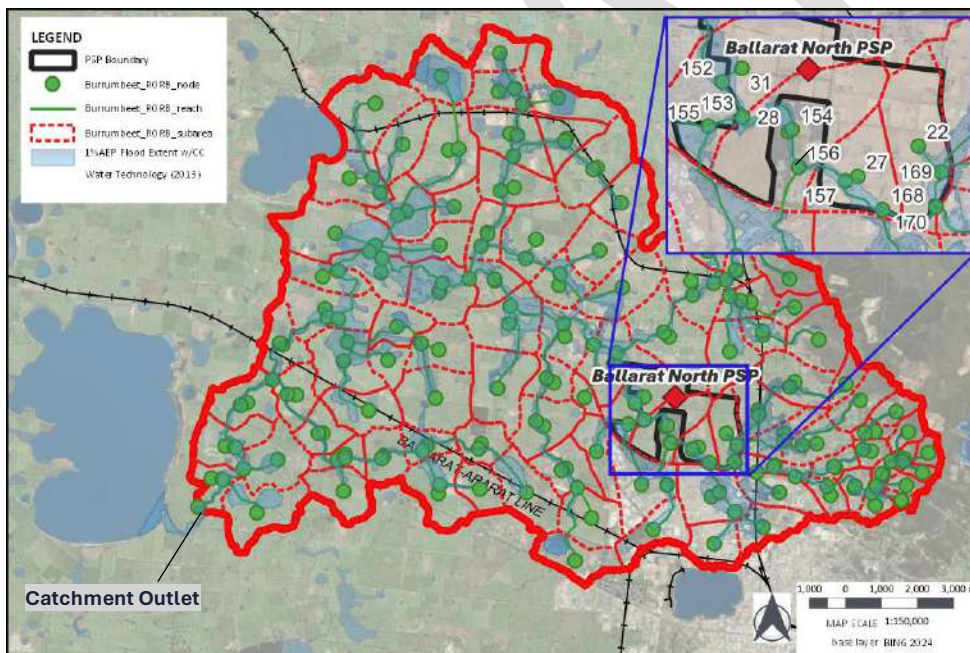 LEGEND
PSP Boundary
Burrumbeet_RORB_node
Burrumbeet_RORB_reach
Burrumbeet_RORB_subarea
1%AEP Flood Extent w/CC
Water Technology (2013)
Ballarat North PSP
152
31
153
155
28
154
22
156
27
169
157
168
170
Ballarat North PSP
BALLARAT-ARARAT LINE
Catchment Outlet
1,000 0 1,000 2,000 3,000
MAP SCALE 1:150,000
base layer BING 2024